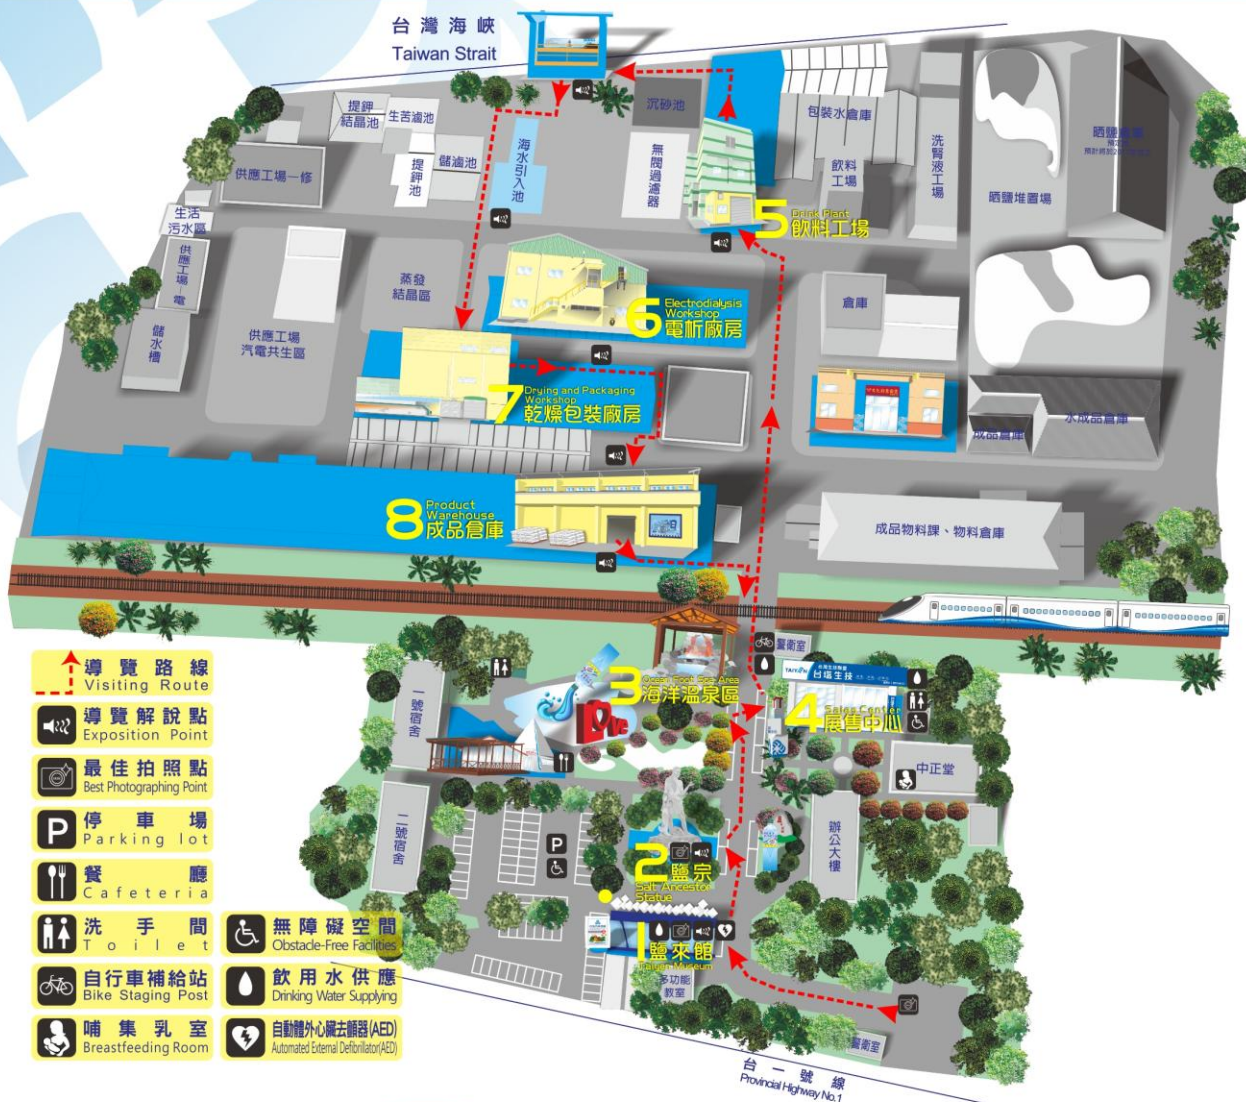 台灣海峽
Taiwan Strait
沉砂池
包裝水倉庫
提鉀
結晶池
生苦滷池
儲滷池
提鉀池
海水引入池
無閥過濾器
飲料
工場
洗腎液工場
晒鹽堆置場
晒鹽倉庫
供應工場一修
生活
污水區
供應工場一電
儲水槽
供應工場
汽電共生區
蒸發
結晶區
5
Drink Plant
飲料工場
6
Electrodialysis
Workshop
電析廠房
倉庫
7
Drying and Packaging
Workshop
乾燥包裝廠房
成品倉庫
水成品倉庫
8
Product
Warehouse
成品倉庫
成品物料課、物料倉庫
警衛室
3
Ocean Foot Spa Area
海洋溫泉區
台塩生技
4
Sales Center
展售中心
一號宿舍
二號宿舍
中正堂
辦公大樓
2
鹽宗
Salt Ancestor
Statue
1
鹽來館
Taiyen Museum
多功能
教室
警衛室
台一號線
Provincial Highway No.1
導覽路線
Visiting Route
導覽解說點
Exposition Point
最佳拍照點
Best Photographing Point
P
停車場
Parking lot
餐廳
Cafeteria
洗手間
Toilet
無障礙空間
Obstacle-Free Facilities
自行車補給站
Bike Staging Post
飲用水供應
Drinking Water Supplying
哺集乳室
Breastfeeding Room
自動體外心臟去顫器(AED)
Automated External Defibrillator(AED)
P